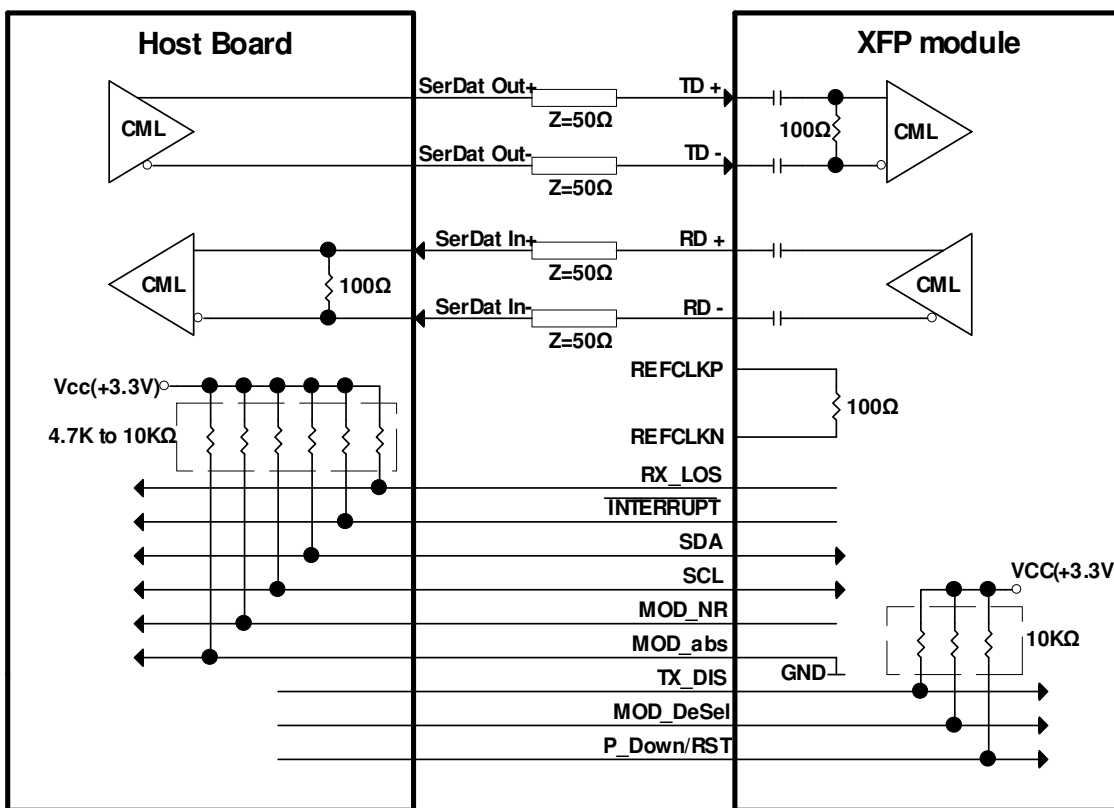 Host Board
XFP module
CML
SerDat Out+
TD +
Z=50Ω
100Ω
CML
SerDat Out-
TD -
Z=50Ω
CML
SerDat In+
RD +
100Ω
Z=50Ω
CML
SerDat In-
RD -
Z=50Ω
REFCLKP
Vcc(+3.3V)
100Ω
4.7K to 10KΩ
REFCLKN
RX_LOS
INTERRUPT
SDA
SCL
VCC(+3.3V
MOD_NR
MOD_abs
10KΩ
GND
TX_DIS
MOD_DeSel
P_Down/RST